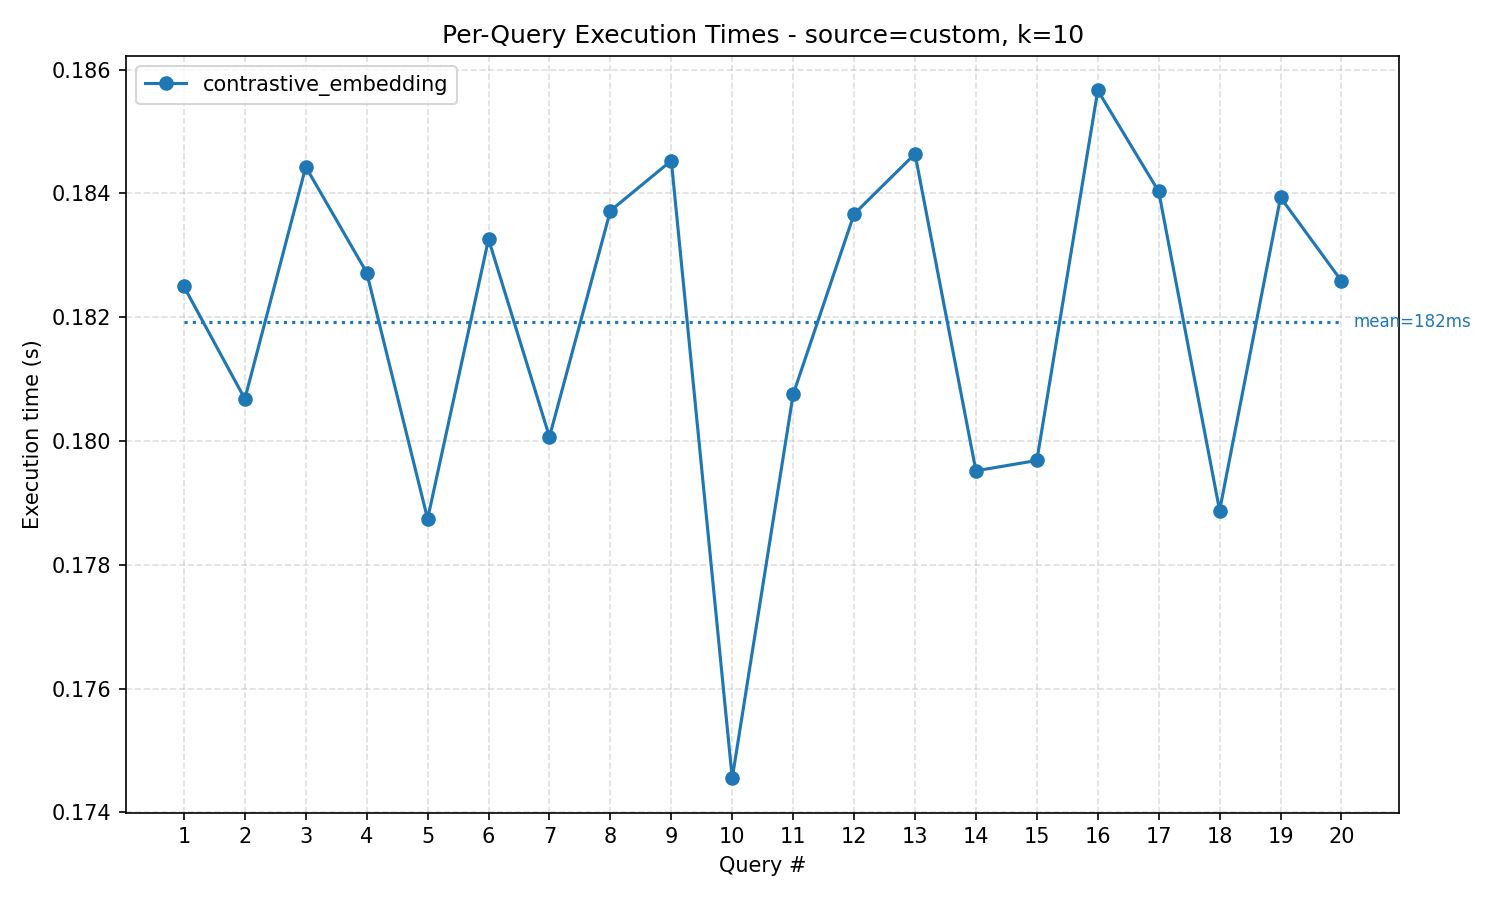 Per-Query Execution Times - source=custom, k=10
contrastive_embedding
0.186
0.184
0.182
0.180
0.178
0.176
0.174
Execution time (s)
mean=182ms
1 2 3 4 5 6 7 8 9 10 11 12 13 14 15 16 17 18 19 20
Query #